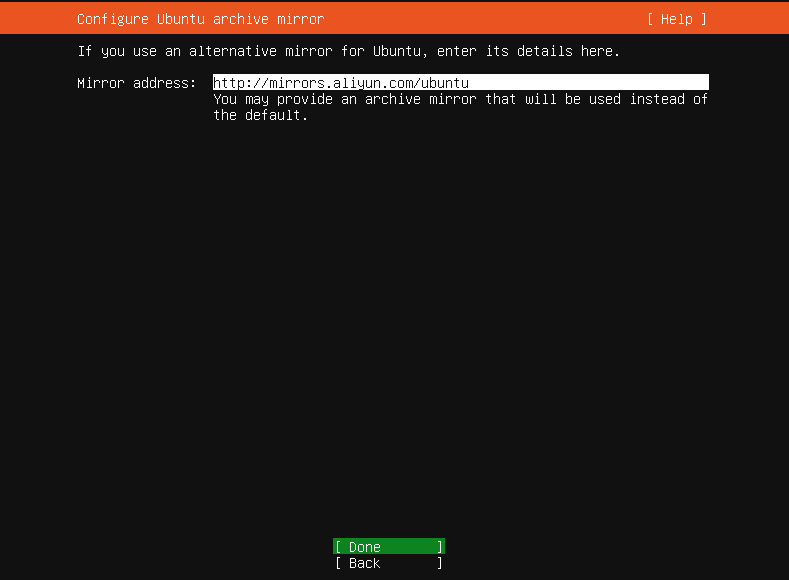 Configure Ubuntu archive mirror [ Help ]
If you use an alternative mirror for Ubuntu, enter its details here.
Mirror address: http://mirrors.aliyun.com/ubuntu
You may provide an archive mirror that will be used instead of
the default.
[ Done ]
[ Back ]